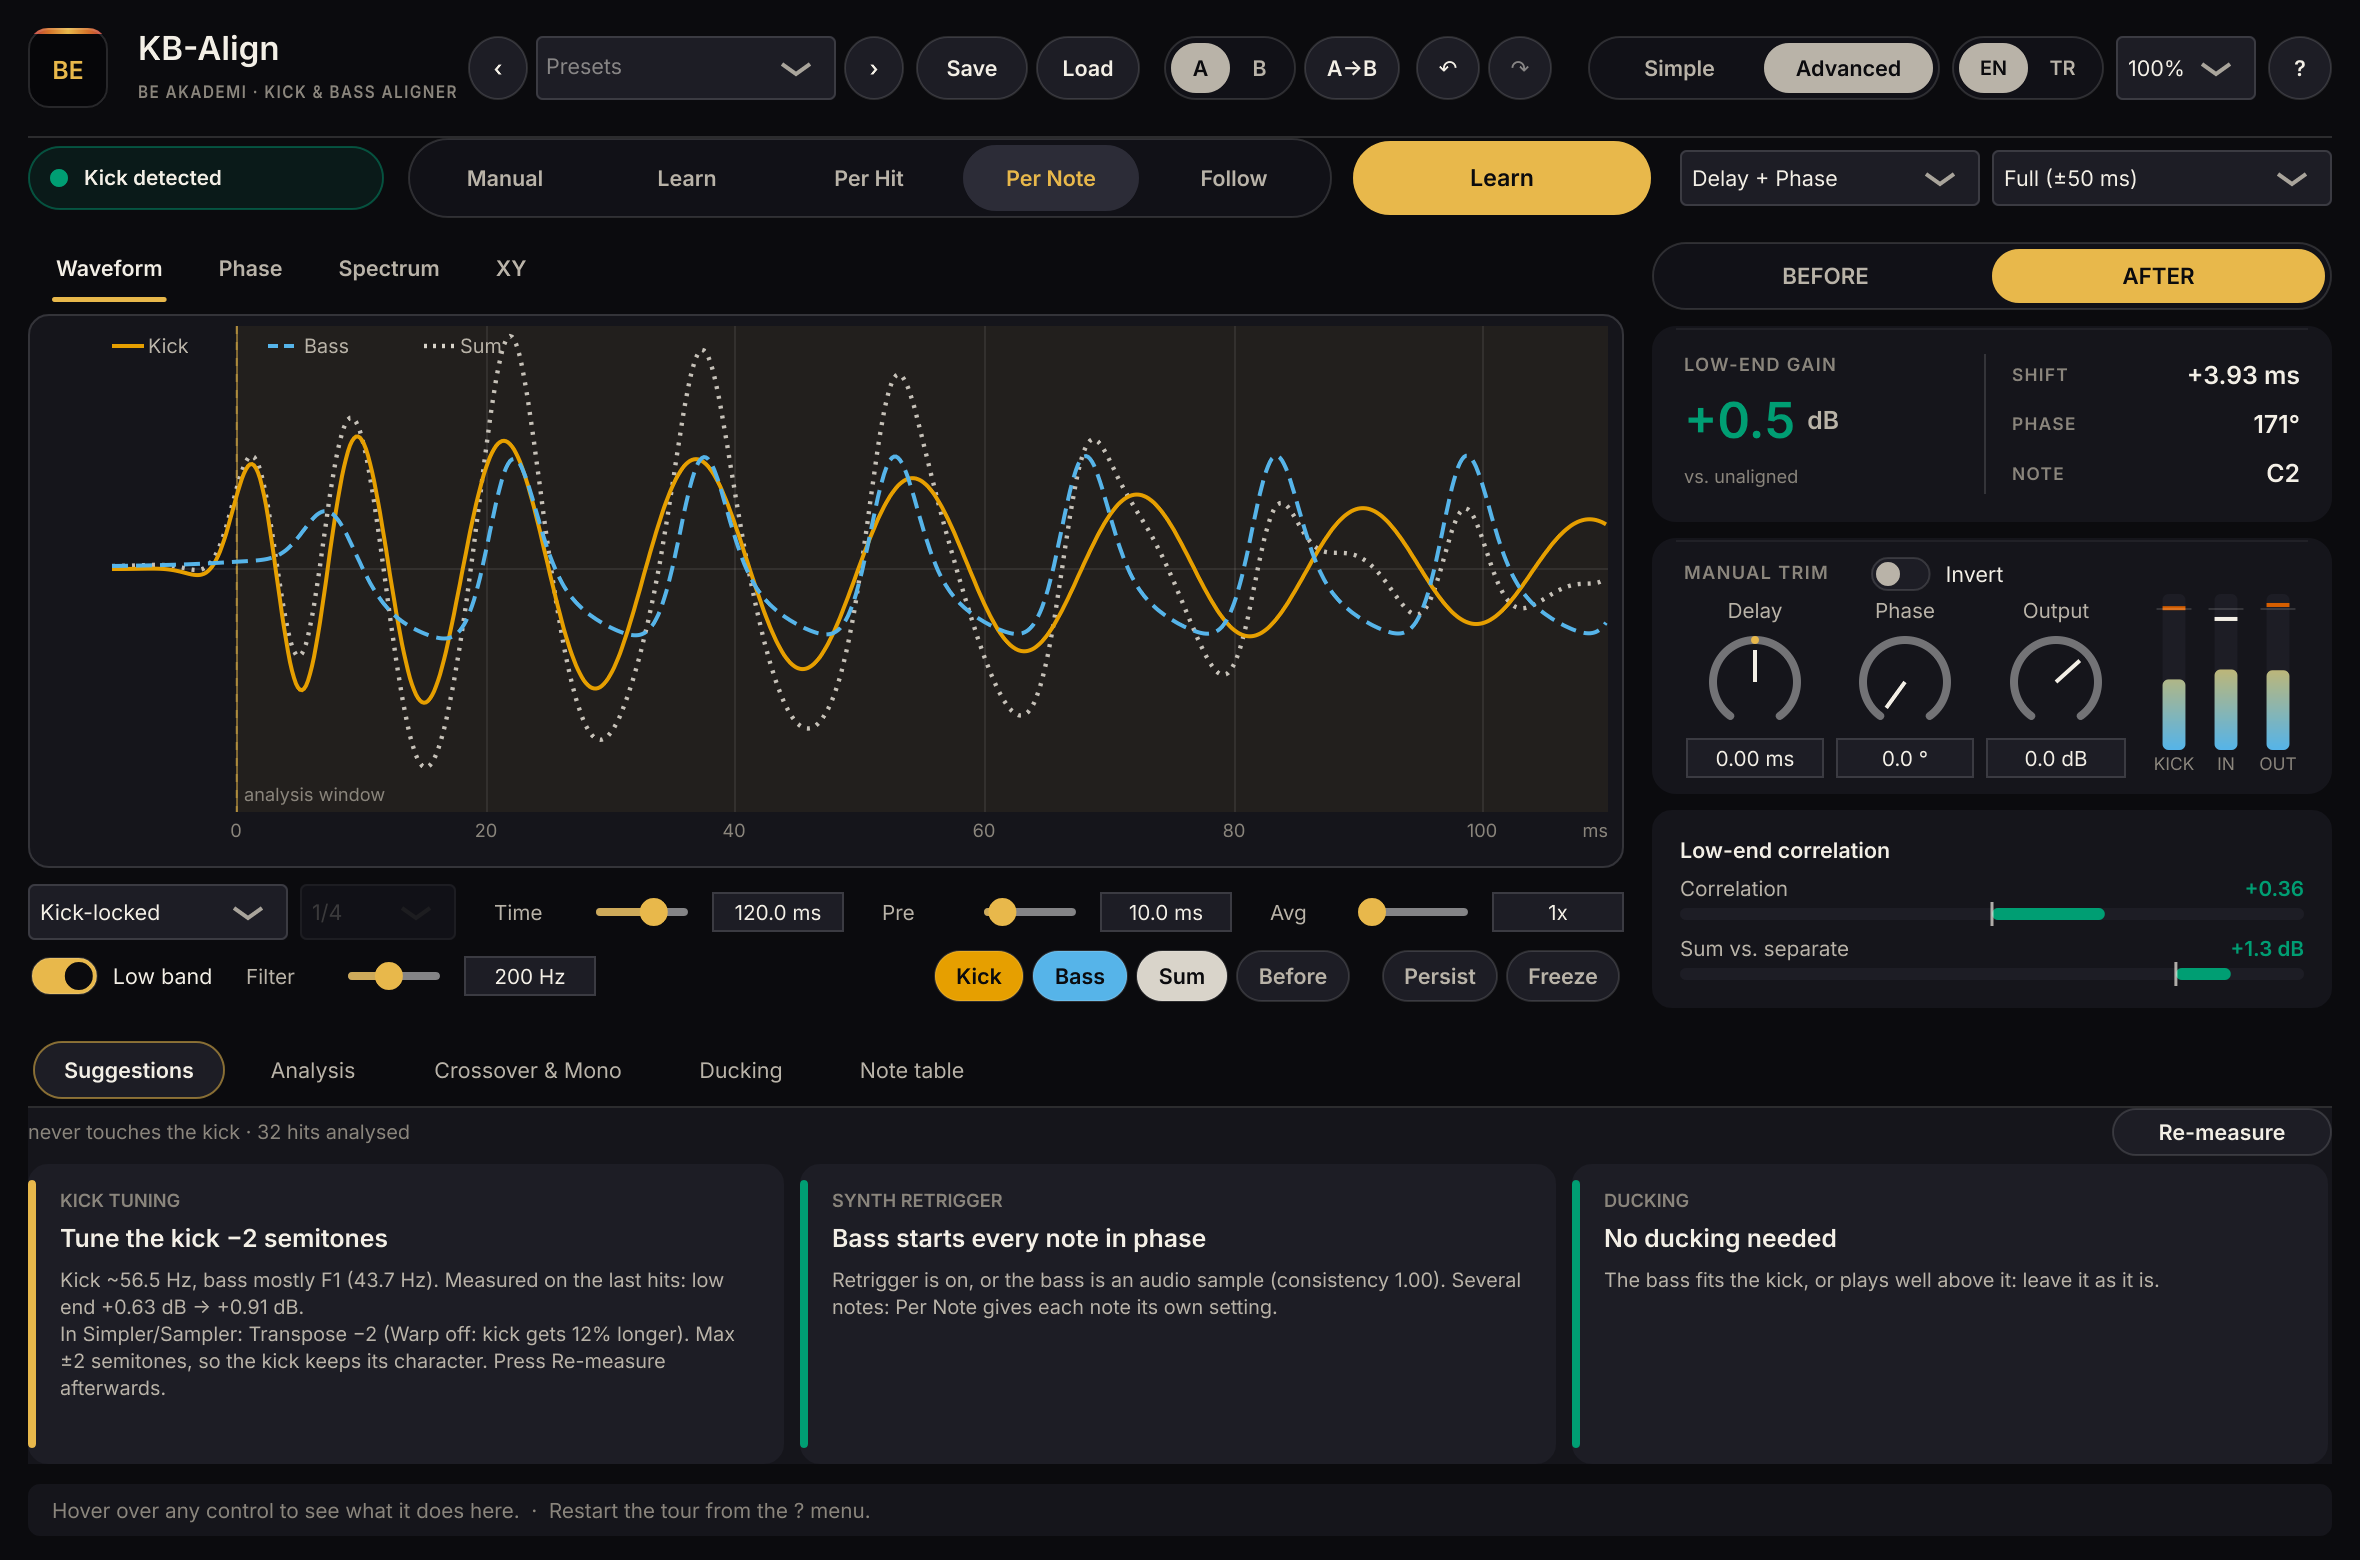 BE
KB-Align
BE AKADEMI · KICK & BASS ALIGNER
‹
Presets
›
Save
Load
A
B
A→B
↶
↷
Simple
Advanced
EN
TR
100%
?
Kick detected
Manual
Learn
Per Hit
Per Note
Follow
Learn
Delay + Phase
Full (±50 ms)
Waveform
Phase
Spectrum
XY
BEFORE
AFTER
Kick
Bass
Sum
analysis window
0
20
40
60
80
100
ms
LOW-END GAIN
+0.5 dB
vs. unaligned
SHIFT
+3.93 ms
PHASE
171°
NOTE
C2
MANUAL TRIM
Invert
Delay
Phase
Output
0.00 ms
0.0 °
0.0 dB
KICK
IN
OUT
Low-end correlation
Correlation
+0.36
Sum vs. separate
+1.3 dB
Kick-locked
1/4
Time
120.0 ms
Pre
10.0 ms
Avg
1x
Low band
Filter
200 Hz
Kick
Bass
Sum
Before
Persist
Freeze
Suggestions
Analysis
Crossover & Mono
Ducking
Note table
never touches the kick · 32 hits analysed
Re-measure
KICK TUNING
Tune the kick −2 semitones
Kick ~56.5 Hz, bass mostly F1 (43.7 Hz). Measured on the last hits: low
end +0.63 dB → +0.91 dB.
In Simpler/Sampler: Transpose −2 (Warp off: kick gets 12% longer). Max
±2 semitones, so the kick keeps its character. Press Re-measure
afterwards.
SYNTH RETRIGGER
Bass starts every note in phase
Retrigger is on, or the bass is an audio sample (consistency 1.00). Several
notes: Per Note gives each note its own setting.
DUCKING
No ducking needed
The bass fits the kick, or plays well above it: leave it as it is.
Hover over any control to see what it does here. · Restart the tour from the ? menu.